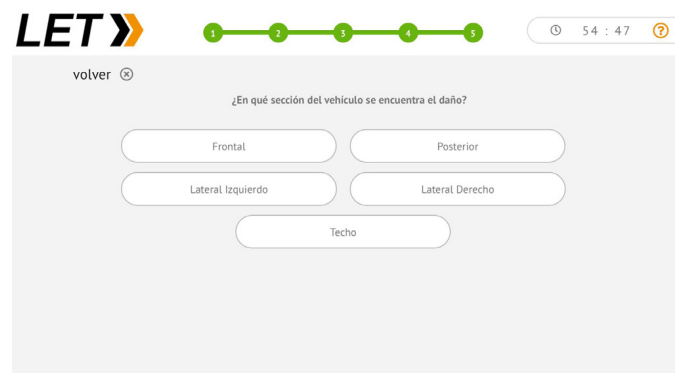 LET
1 2 3 4 5
54 : 47 ?
volver
¿En qué sección del vehículo se encuentra el daño?
Frontal Posterior
Lateral Izquierdo Lateral Derecho
Techo